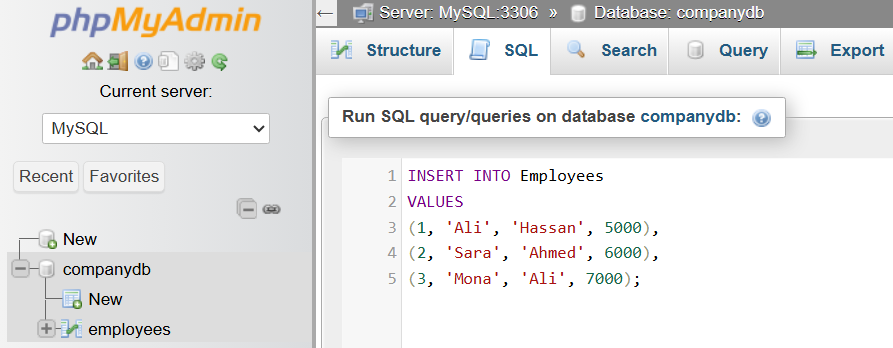 phpMyAdmin
Current server:
MySQL
Recent Favorites
New
companydb
New
employees
← Server: MySQL:3306 » Database: companydb
Structure SQL Search Query Export
Run SQL query/queries on database companydb:
1 INSERT INTO Employees
2 VALUES
3 (1, 'Ali', 'Hassan', 5000),
4 (2, 'Sara', 'Ahmed', 6000),
5 (3, 'Mona', 'Ali', 7000);